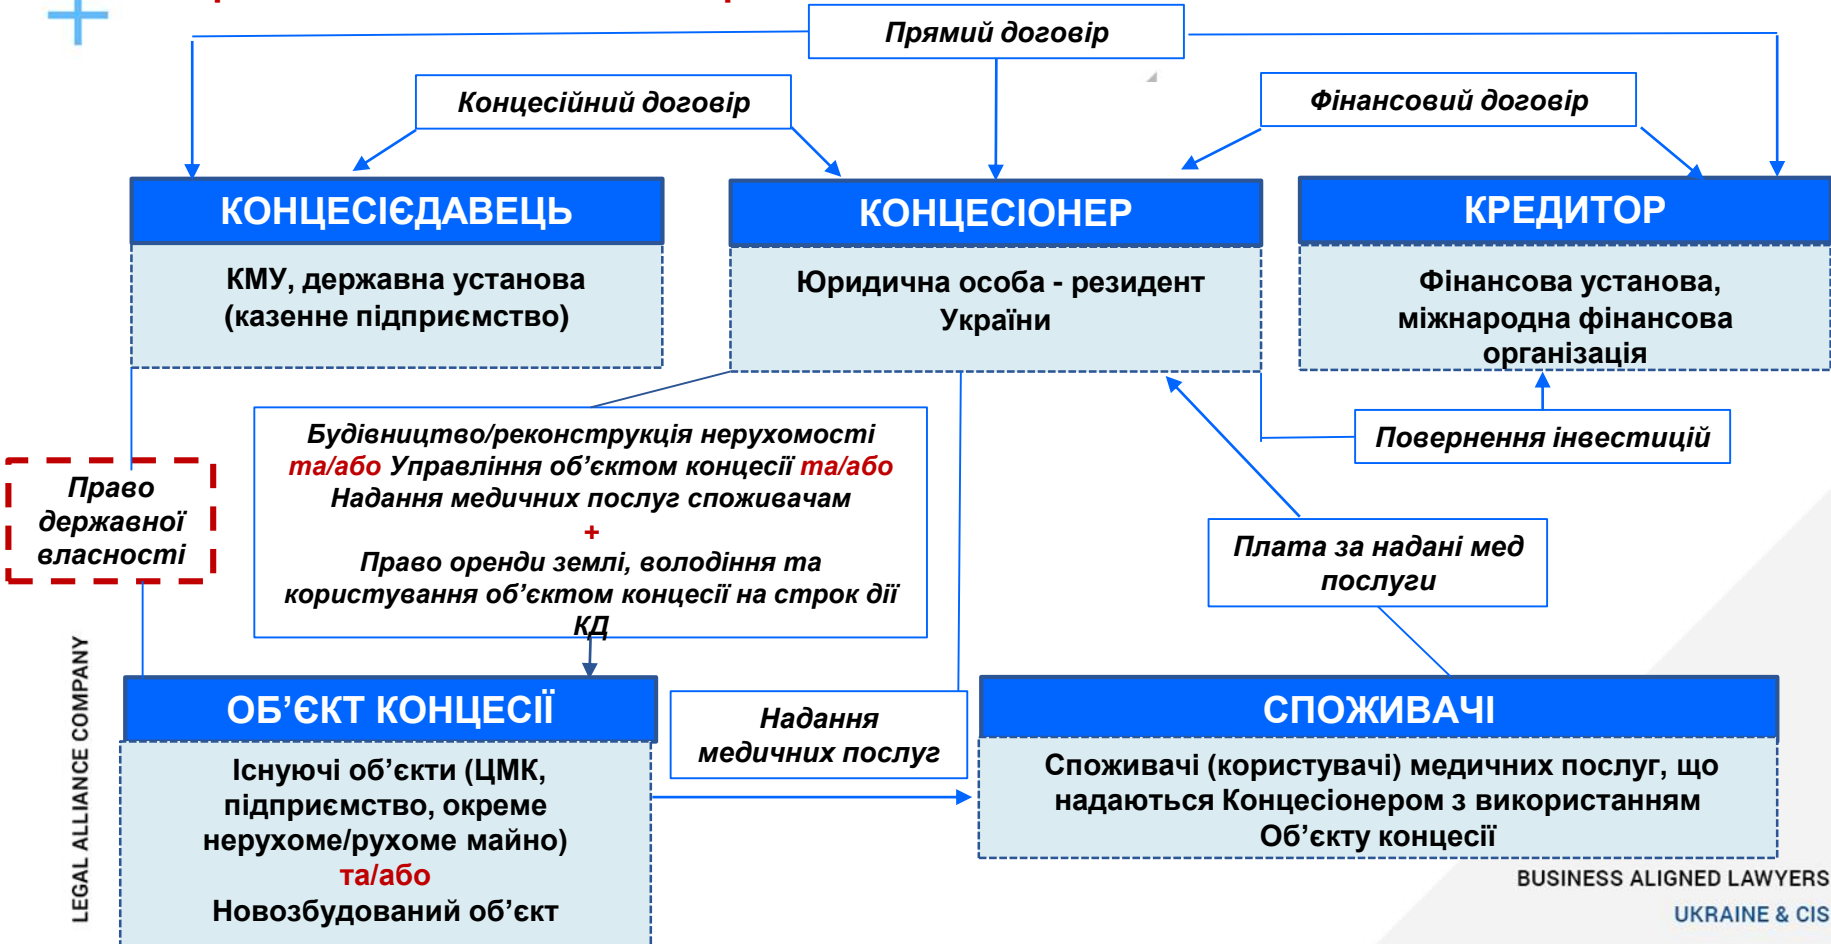 Прямий договір
Концесійний договір
Фінансовий договір
КОНЦЕСІЄДАВЕЦЬ
КМУ, державна установа
(казенне підприємство)
КОНЦЕСІОНЕР
Юридична особа - резидент
України
КРЕДИТОР
Фінансова установа,
міжнародна фінансова
організація
Будівництво/реконструкція нерухомості
та/або Управління об’єктом концесії та/або
Надання медичних послуг споживачам
+
Право оренди землі, володіння та
користування об’єктом концесії на строк дії
КД
Повернення інвестицій
Право
державної
власності
Плата за надані мед
послуги
ОБ’ЄКТ КОНЦЕСІЇ
Існуючі об’єкти (ЦМК,
підприємство, окреме
нерухоме/рухоме майно)
та/або
Новозбудований об’єкт
Надання
медичних послуг
СПОЖИВАЧІ
Споживачі (користувачі) медичних послуг, що
надаються Концесіонером з використанням
Об’єкту концесії
LEGAL ALLIANCE COMPANY
BUSINESS ALIGNED LAWYERS
UKRAINE & CIS